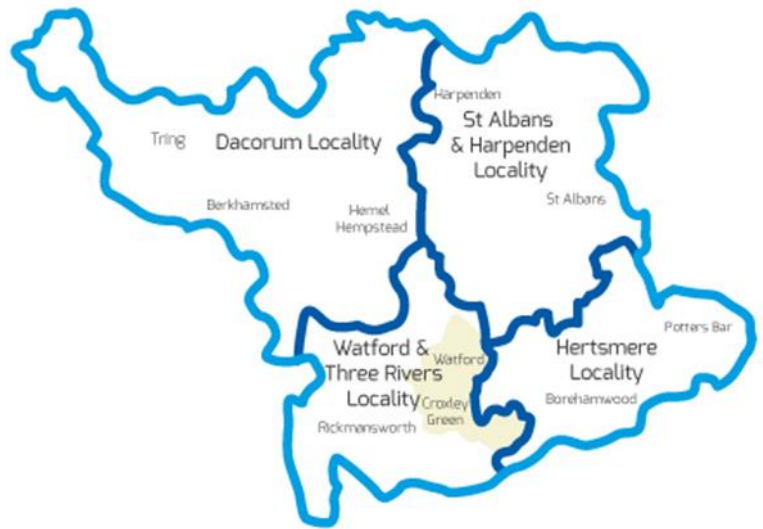 Harpenden
St Albans
& Harpenden
Locality
Tring
Dacorum Locality
St Albans
Berkhamsted
Hemel
Hempstead
Potters Bar
Watford &
Three Rivers
Locality
Watford
Croxley
Green
Rickmansworth
Hertsmere
Locality
Borehamwood